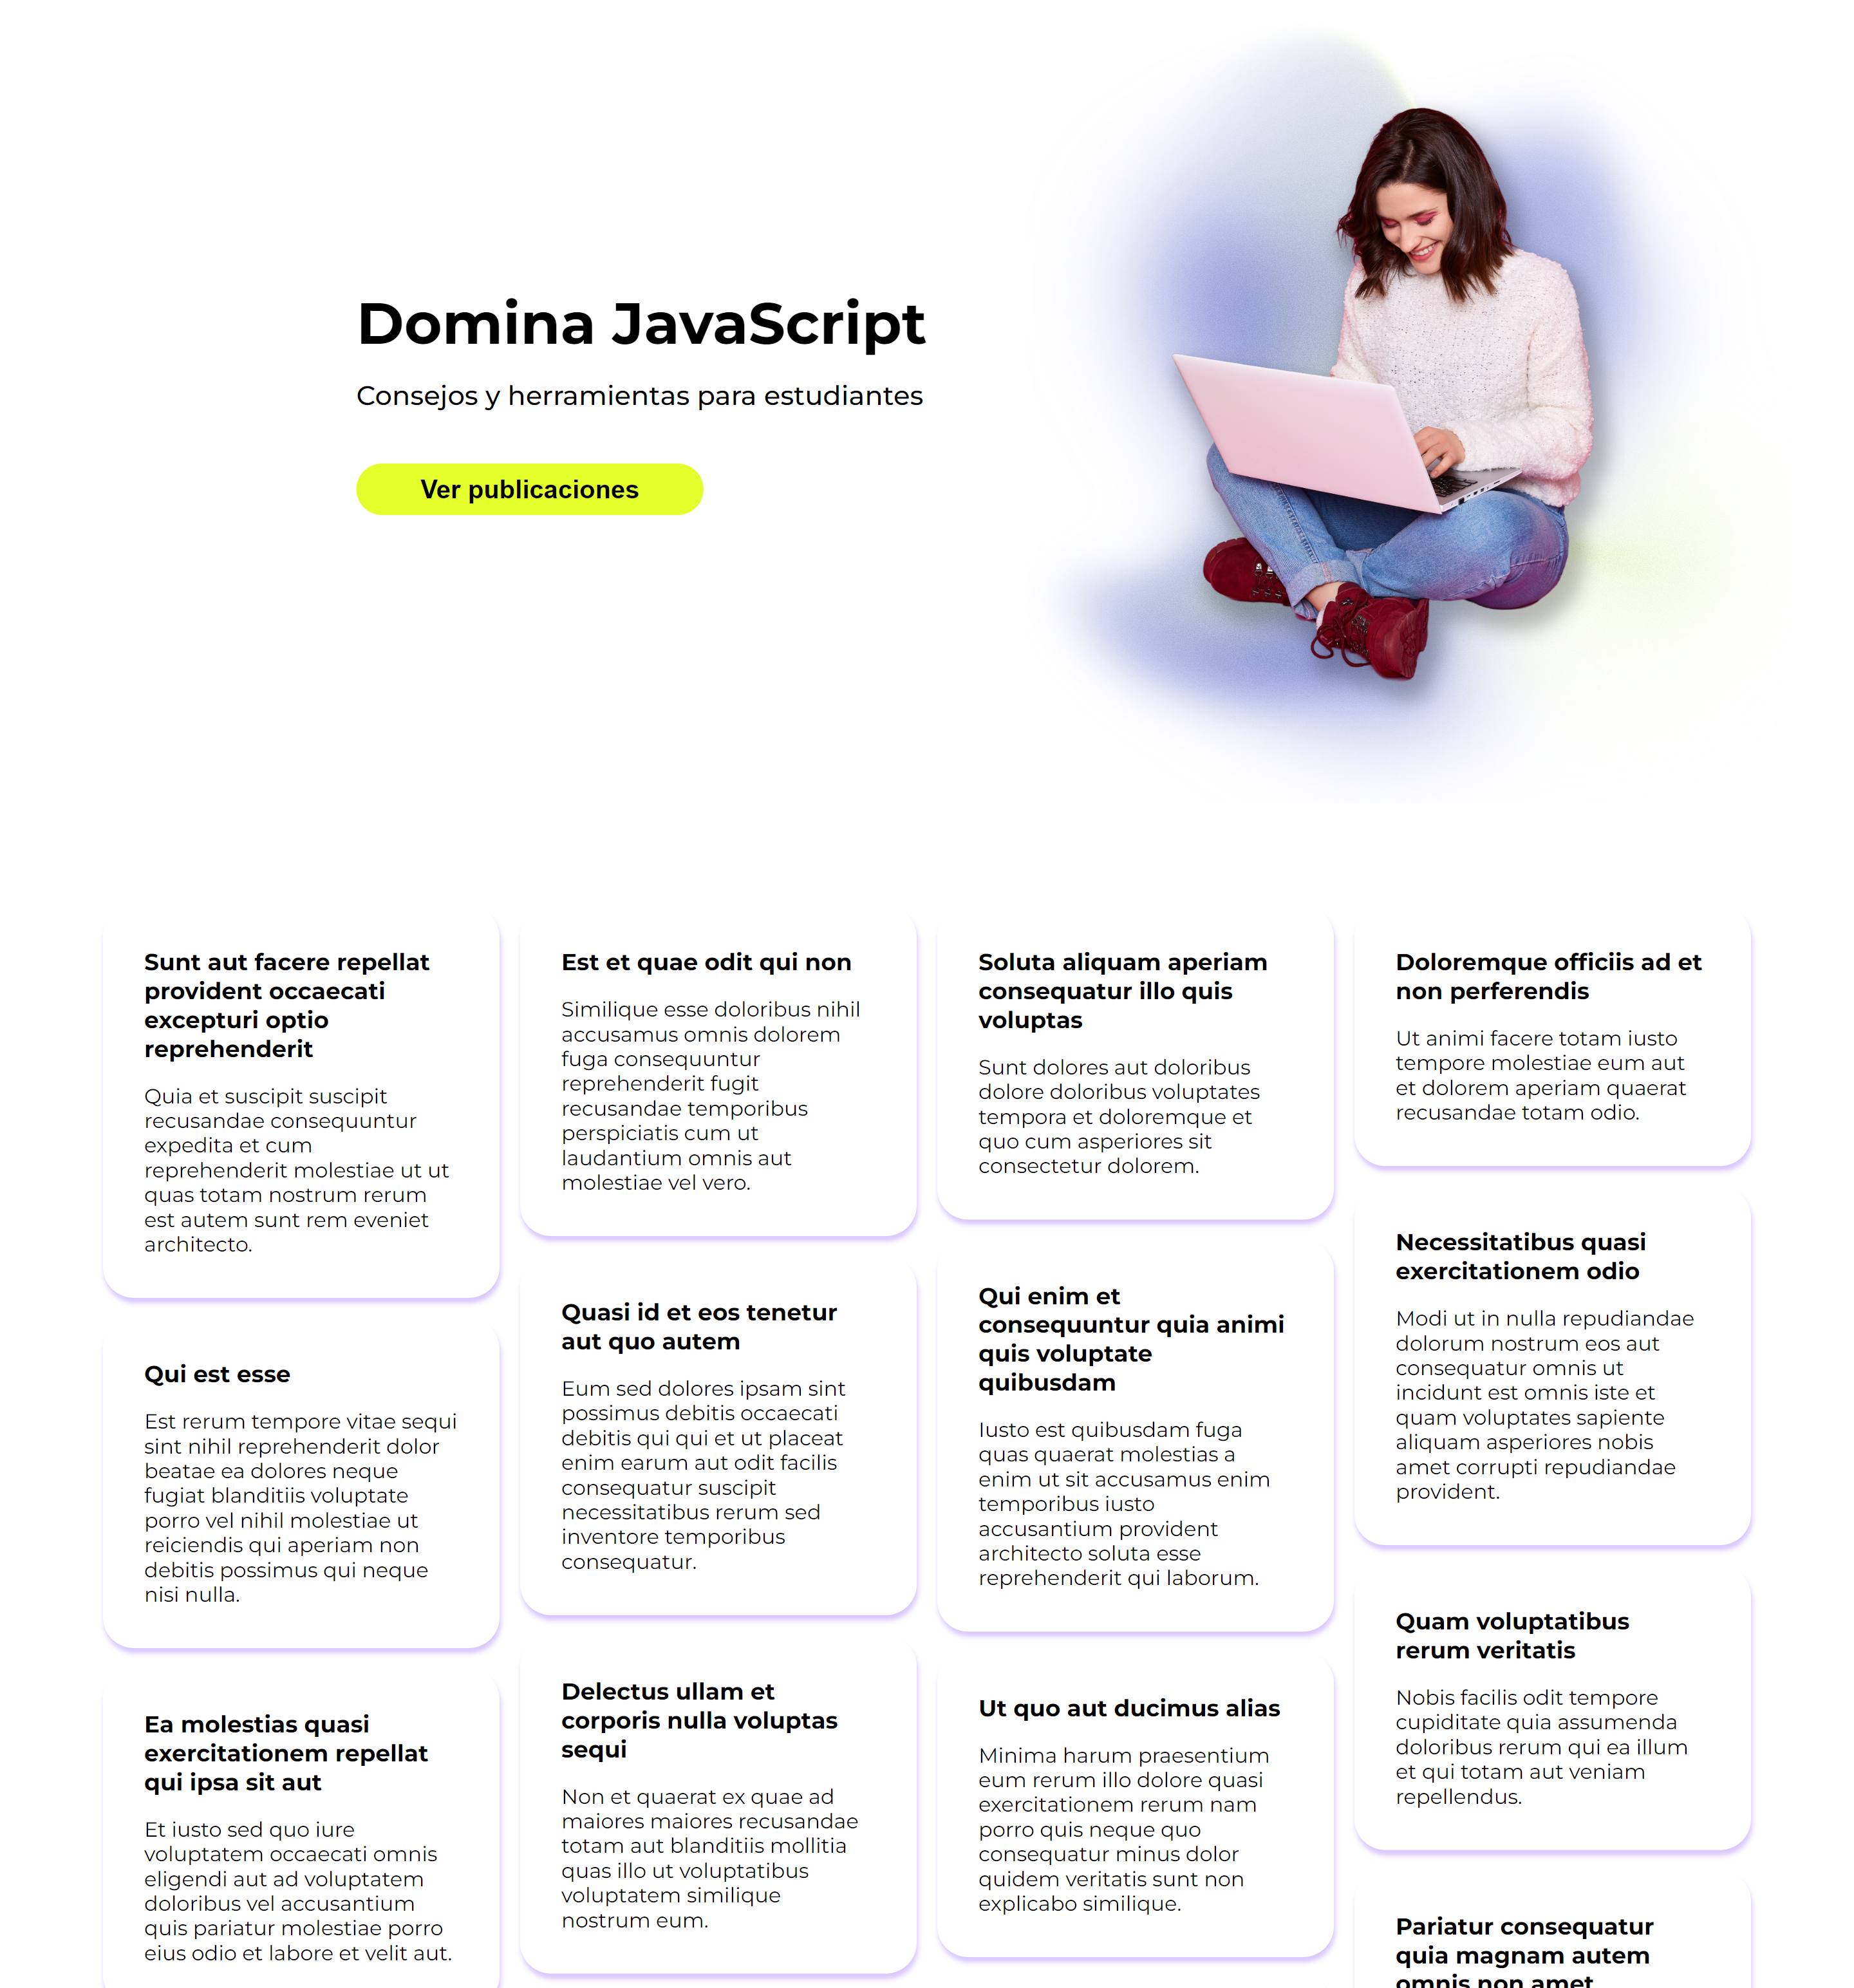 Domina JavaScript
Consejos y herramientas para estudiantes
Ver publicaciones
Sunt aut facere repellat
provident occaecati
excepturi optio
reprehenderit
Quia et suscipit suscipit
recusandae consequuntur
expedita et cum
reprehenderit molestiae ut ut
quas totam nostrum rerum
est autem sunt rem eveniet
architecto.
Qui est esse
Est rerum tempore vitae sequi
sint nihil reprehenderit dolor
beatae ea dolores neque
fugiat blanditiis voluptate
porro vel nihil molestiae ut
reiciendis qui aperiam non
debitis possimus qui neque
nisi nulla.
Ea molestias quasi
exercitationem repellat
qui ipsa sit aut
Et iusto sed quo iure
voluptatem occaecati omnis
eligendi aut ad voluptatem
doloribus vel accusantium
quis pariatur molestiae porro
eius odio et labore et velit aut.
Est et quae odit qui non
Similique esse doloribus nihil
accusamus omnis dolorem
fuga consequuntur
reprehenderit fugit
recusandae temporibus
perspiciatis cum ut
laudantium omnis aut
molestiae vel vero.
Quasi id et eos tenetur
aut quo autem
Eum sed dolores ipsam sint
possimus debitis occaecati
debitis qui qui et ut placeat
enim earum aut odit facilis
consequatur suscipit
necessitatibus rerum sed
inventore temporibus
consequatur.
Delectus ullam et
corporis nulla voluptas
sequi
Non et quaerat ex quae ad
maiores maiores recusandae
totam aut blanditiis mollitia
quas illo ut voluptatibus
voluptatem similique
nostrum eum.
Soluta aliquam aperiam
consequatur illo quis
voluptas
Sunt dolores aut doloribus
dolore doloribus voluptates
tempora et doloremque et
quo cum asperiores sit
consectetur dolorem.
Qui enim et
consequuntur quia animi
quis voluptate
quibusdam
Iusto est quibusdam fuga
quas quaerat molestias a
enim ut sit accusamus enim
temporibus iusto
accusantium provident
architecto soluta esse
reprehenderit qui laborum.
Ut quo aut ducimus alias
Minima harum praesentium
eum rerum illo dolore quasi
exercitationem rerum nam
porro quis neque quo
consequatur minus dolor
quidem veritatis sunt non
explicabo similique.
Doloremque officiis ad et
non perferendis
Ut animi facere totam iusto
tempore molestiae eum aut
et dolorem aperiam quaerat
recusandae totam odio.
Necessitatibus quasi
exercitationem odio
Modi ut in nulla repudiandae
dolorum nostrum eos aut
consequatur omnis ut
incidunt est omnis iste et
quam voluptates sapiente
aliquam asperiores nobis
amet corrupti repudiandae
provident.
Quam voluptatibus
rerum veritatis
Nobis facilis odit tempore
cupiditate quia assumenda
doloribus rerum qui ea illum
et qui totam aut veniam
repellendus.
Pariatur consequatur
quia magnam autem
omnis non amet